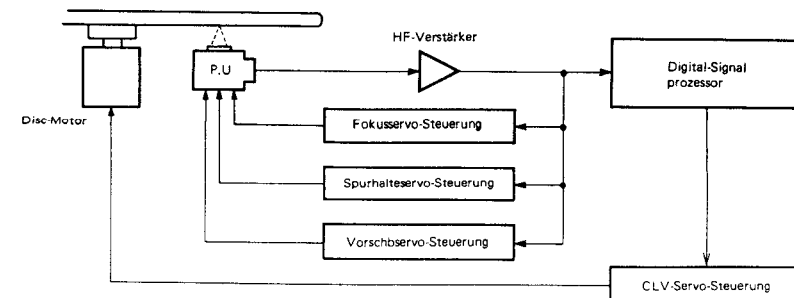 HF-Verstärker
P.U
Digital-Signal
prozessor
Disc-Motor
Fokusservo-Steuerung
Spurhalteservo-Steuerung
Vorschbservo-Steuerung
CLV-Servo-Steuerung